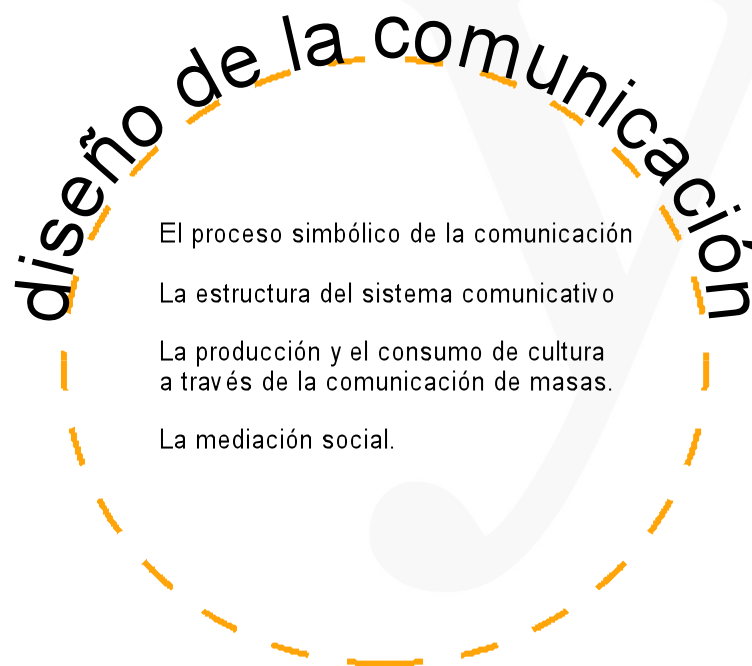 diseño de la comunicación
El proceso simbólico de la comunicación
La estructura del sistema comunicativo
La producción y el consumo de cultura
a través de la comunicación de masas.
La mediación social.